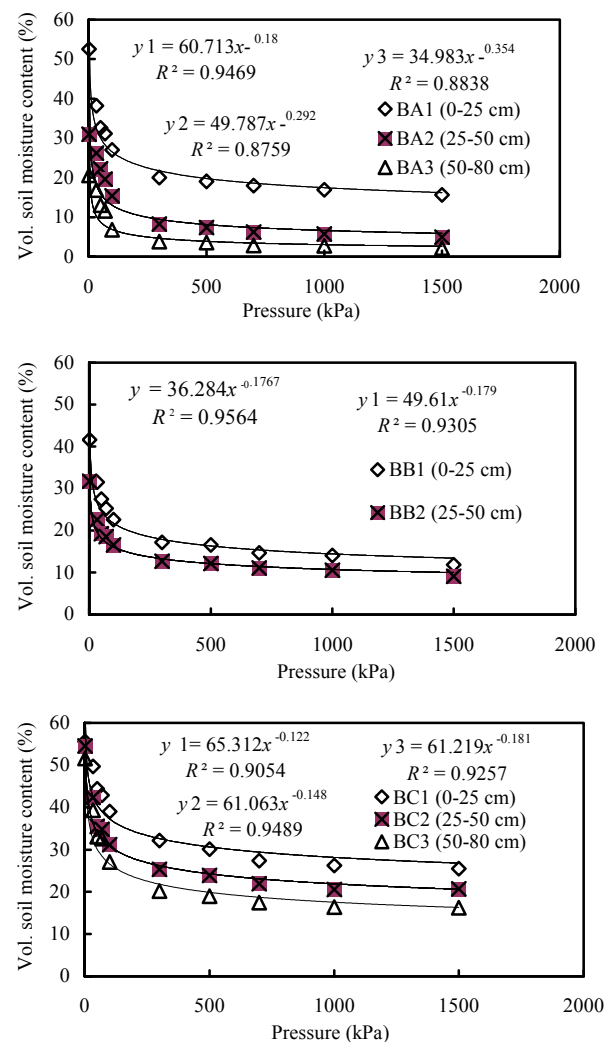 60
y 1 = 60.713x-0.18
R² = 0.9469
y 3 = 34.983x-0.354
R² = 0.8838
50
40
y 2 = 49.787x-0.292
R² = 0.8759
BA1 (0-25 cm)
BA2 (25-50 cm)
BA3 (50-80 cm)
30
20
10
0
Vol. soil moisture content (%)
0 500 1000 1500 2000
Pressure (kPa)
60
y = 36.284x-0.1767
R² = 0.9564
y 1 = 49.61x-0.179
R² = 0.9305
50
40
BB1 (0-25 cm)
BB2 (25-50 cm)
30
20
10
0
Vol. soil moisture content (%)
0 500 1000 1500 2000
Pressure (kPa)
60
y 1= 65.312x-0.122
R² = 0.9054
y 3 = 61.219x-0.181
R² = 0.9257
50
y 2 = 61.063x-0.148
R² = 0.9489
BC1 (0-25 cm)
BC2 (25-50 cm)
BC3 (50-80 cm)
40
30
20
10
0
Vol. soil moisture content (%)
0 500 1000 1500 2000
Pressure (kPa)